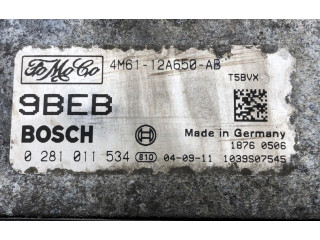 FoMoCo 4M61-12A650-AB
T5BVX
9BEB
BOSCH
Made in Germany
1876 0506
0 281 011 534 810 04-09-11 1039S07545